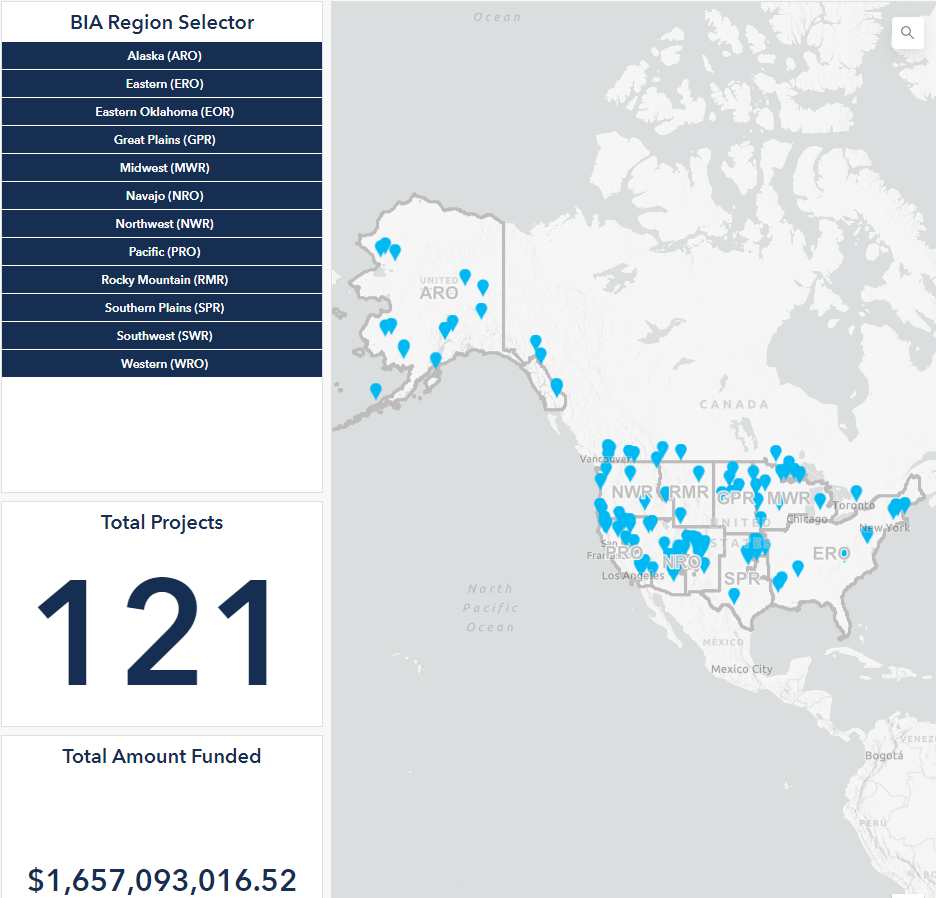 BIA Region Selector
Alaska (ARO)
Eastern (ERO)
Eastern Oklahoma (EOR)
Great Plains (GPR)
Midwest (MWR)
Navajo (NRO)
Northwest (NWR)
Pacific (PRO)
Rocky Mountain (RMR)
Southern Plains (SPR)
Southwest (SWR)
Western (WRO)
Total Projects
121
Total Amount Funded
$1,657,093,016.52
Ocean
UNITED
ARO
CANADA
Vancouver
NWR
RMR
GPR
MWR
Toronto
Chicago
New York
UNITED
STATES
San
PRO
NRO
ERO
Los Angeles
SPR
North
Pacific
Ocean
MÉXICO
Mexico City
Bogotá
PERÚ